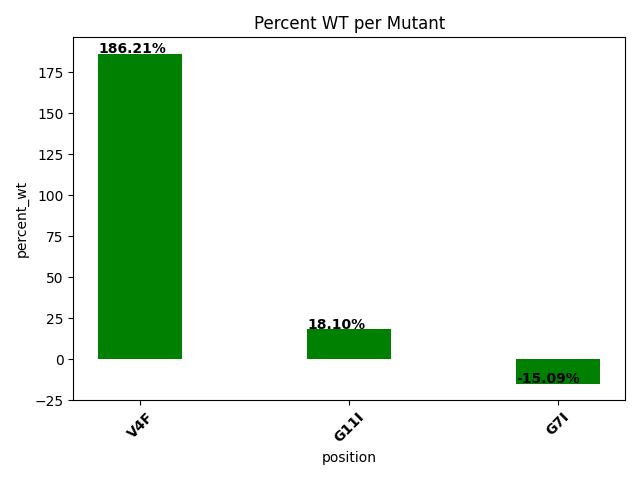 Percent WT per Mutant
186.21%
175
150
125
100
75
50
25
0
−25
18.10%
-15.09%
percent_wt
V4F
G11I
G7I
position